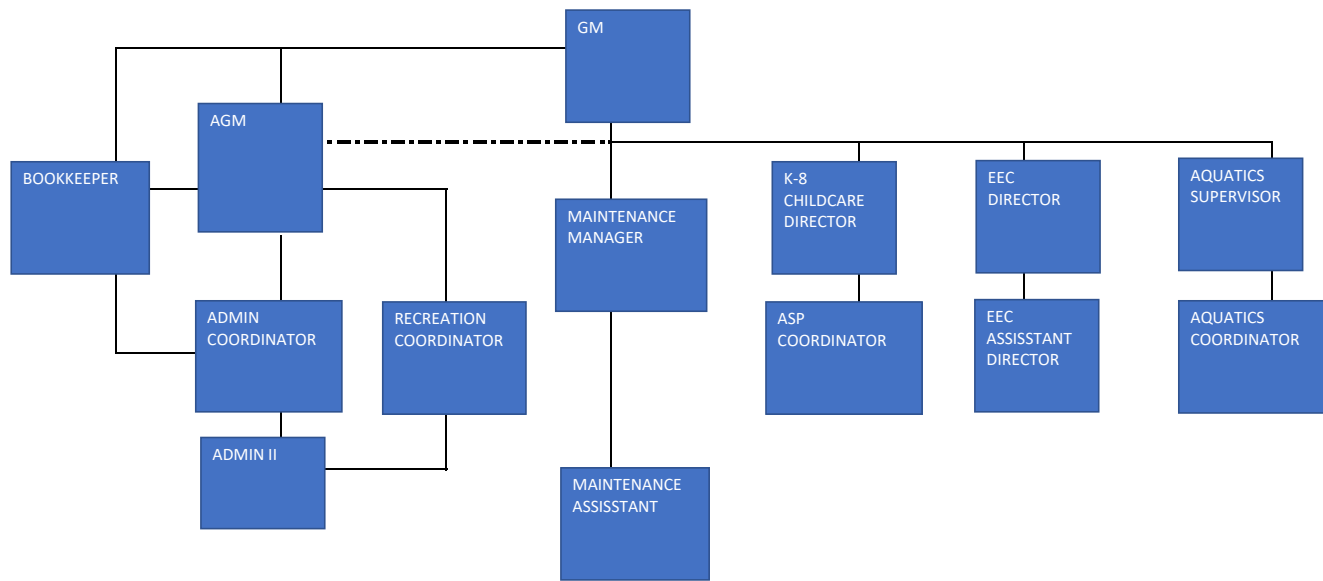 GM
AGM
BOOKKEEPER
K-8
CHILDCARE
DIRECTOR
EEC
DIRECTOR
AQUATICS
SUPERVISOR
MAINTENANCE
MANAGER
ADMIN
COORDINATOR
RECREATION
COORDINATOR
ASP
COORDINATOR
EEC
ASSISSTANT
DIRECTOR
AQUATICS
COORDINATOR
ADMIN II
MAINTENANCE
ASSISSTANT